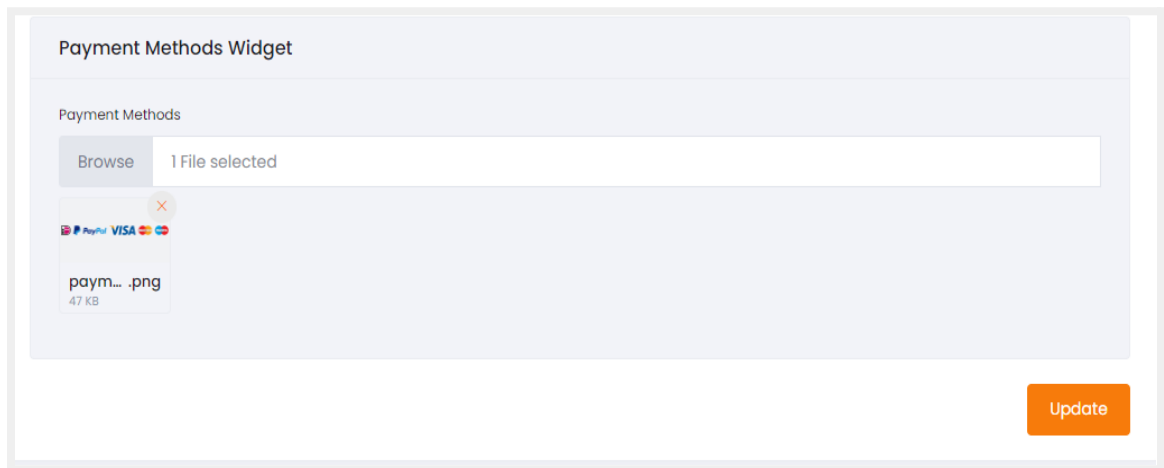 Payment Methods Widget
Payment Methods
Browse 1 File selected
PayPal VISA
paym... .png
47 KB
Update